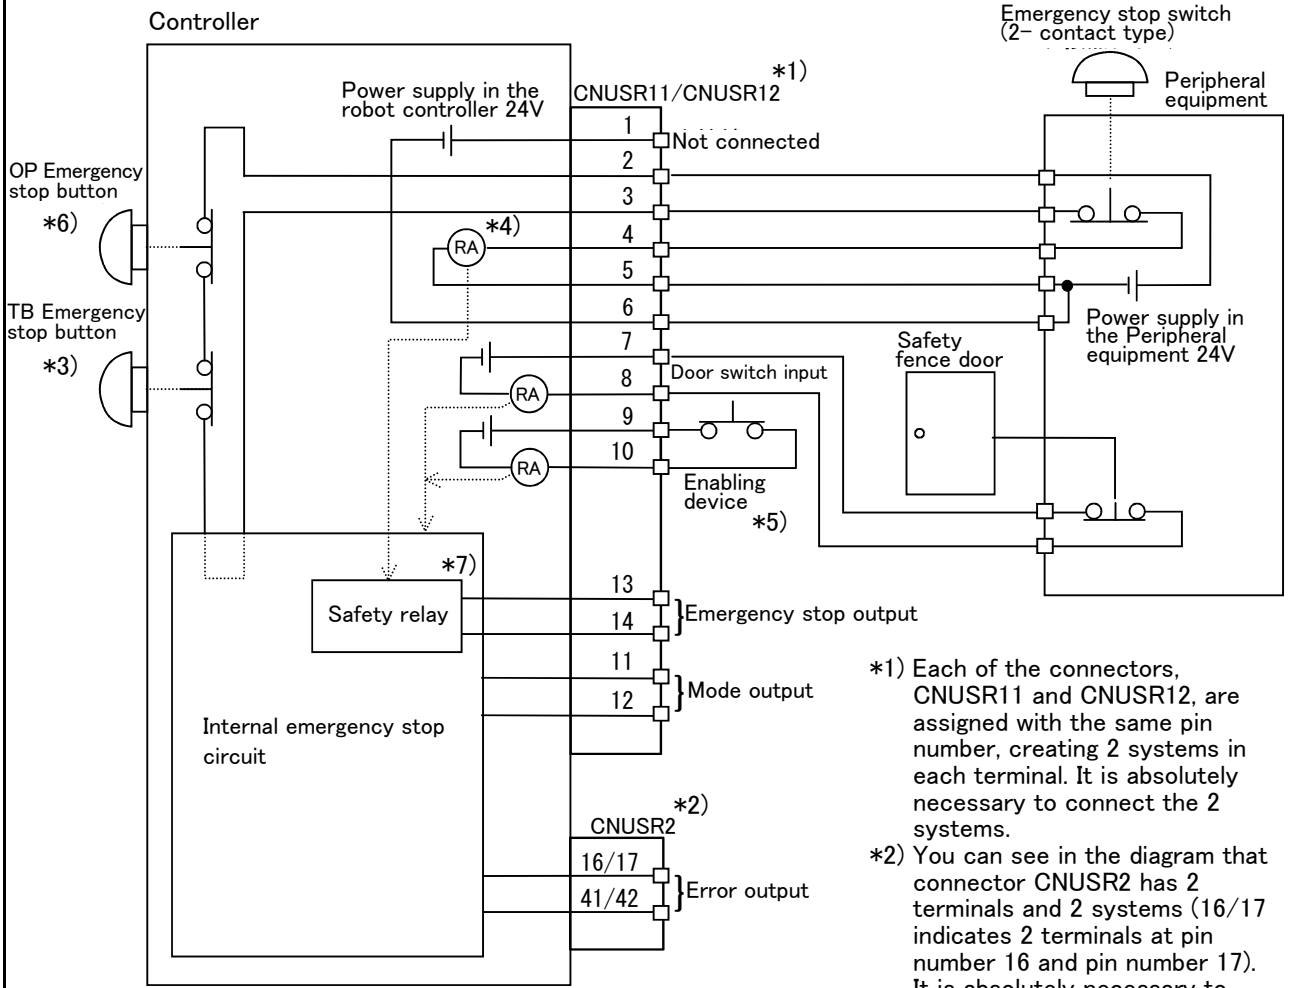 Controller
Emergency stop switch
(2- contact type)
Peripheral
equipment
*1)
CNUSR11/CNUSR12
Power supply in the
robot controller 24V
OP Emergency
stop button
*6)
TB Emergency
stop button
*3)
1
Not connected
2
3
4
RA
*4)
5
6
Power supply in
the Peripheral
equipment 24V
7
Door switch input
8
RA
9
10
RA
Enabling
device
*5)
Safety
fence door
*7)
Safety relay
13
14
Emergency stop output
11
12
Mode output
Internal emergency stop
circuit
*2)
CNUSR2
16/17
41/42
Error output
*1) Each of the connectors,
CNUSR11 and CNUSR12, are
assigned with the same pin
number, creating 2 systems in
each terminal. It is absolutely
necessary to connect the 2
systems.
*2) You can see in the diagram that
connector CNUSR2 has 2
terminals and 2 systems (16/17
indicates 2 terminals at pin
number 16 and pin number 17).
It is absolutely necessary to